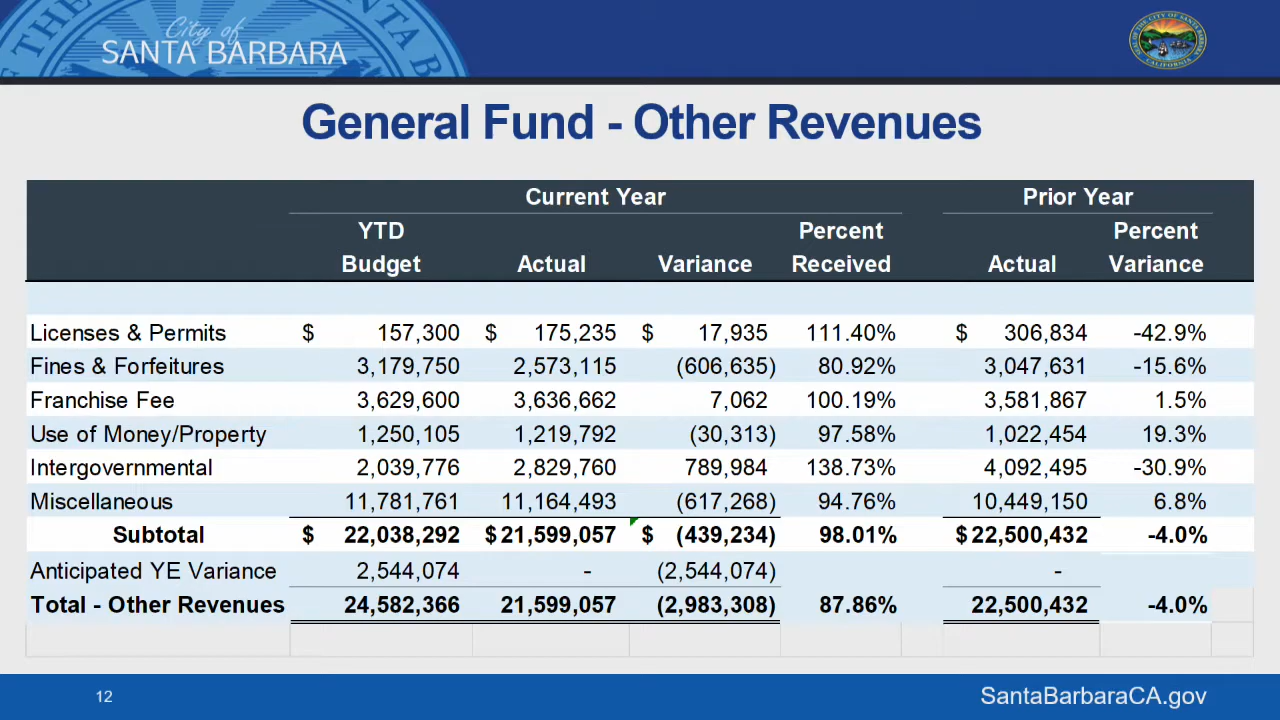 City of
SANTA BARBARA
General Fund - Other Revenues
Current Year Prior Year
YTD Percent Percent
Budget Actual Variance Received Actual Variance
Licenses & Permits $ 157,300 $ 175,235 $ 17,935 111.40% $ 306,834 -42.9%
Fines & Forfeitures 3,179,750 2,573,115 (606,635) 80.92% 3,047,631 -15.6%
Franchise Fee 3,629,600 3,636,662 7,062 100.19% 3,581,867 1.5%
Use of Money/Property 1,250,105 1,219,792 (30,313) 97.58% 1,022,454 19.3%
Intergovernmental 2,039,776 2,829,760 789,984 138.73% 4,092,495 -30.9%
Miscellaneous 11,781,761 11,164,493 (617,268) 94.76% 10,449,150 6.8%
Subtotal $ 22,038,292 $ 21,599,057 $ (439,234) 98.01% $ 22,500,432 -4.0%
Anticipated YE Variance 2,544,074 - (2,544,074) -
Total - Other Revenues 24,582,366 21,599,057 (2,983,308) 87.86% 22,500,432 -4.0%
12
SantaBarbaraCA.gov